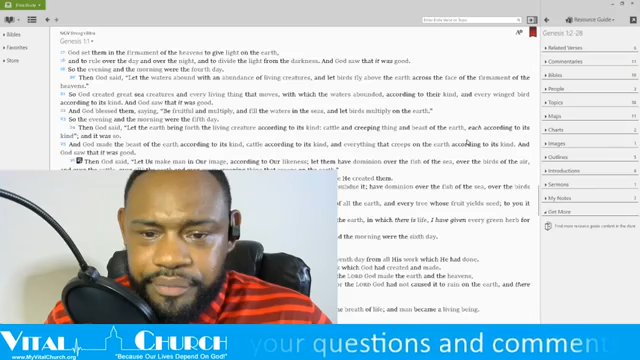 Resource Guide
Bibles
Favorites
Store
NKJV Strong's Bible
Genesis 1:1
Genesis 1:2-28
God set them in the firmament of the heavens to give light on the earth,
and to rule over the day and over the night, and to divide the light from the darkness. And God saw that it was good.
So the evening and the morning were the fourth day.
Then God said, "Let the waters abound with an abundance of living creatures, and let birds fly above the earth across the face of the firmament of the
heavens."
So God created great sea creatures and every living thing that moves, with which the waters abounded, according to their kind, and every winged bird
according to its kind. And God saw that it was good.
And God blessed them, saying, "Be fruitful and multiply, and fill the waters in the seas, and let birds multiply on the earth."
So the evening and the morning were the fifth day.
Then God said, "Let the earth bring forth the living creature according to its kind: cattle and creeping thing and beast of the earth, each according to its
kind"; and it was so.
And God made the beast of the earth according to its kind, cattle according to its kind, and everything that creeps on the earth according to its kind. And
God saw that it was good.
Then God said, "Let Us make man in Our image, according to Our likeness; let them have dominion over the fish of the sea, over the birds of the air,
He created them.
subdue it; have dominion over the fish of the sea, over the birds
of all the earth, and every tree whose fruit yields seed; to you it
the earth, in which there is life, I have given every green herb for
and the morning were the sixth day.
seventh day from all His work which He had done.
which God had created and made.
the LORD God made the earth and the heavens,
the LORD God had not caused it to rain on the earth, and there
breath of life; and man became a living being.
Related Verses
Commentaries
Bibles
People
Topics
Maps
Charts
Images
Outlines
Introductions
Sermons
My Notes
Get More
Find more resource guide content in the store
VITAL CHURCH
www.MyVitalChurch.org
"Because Our Lives Depend On God!"
your questions and comment